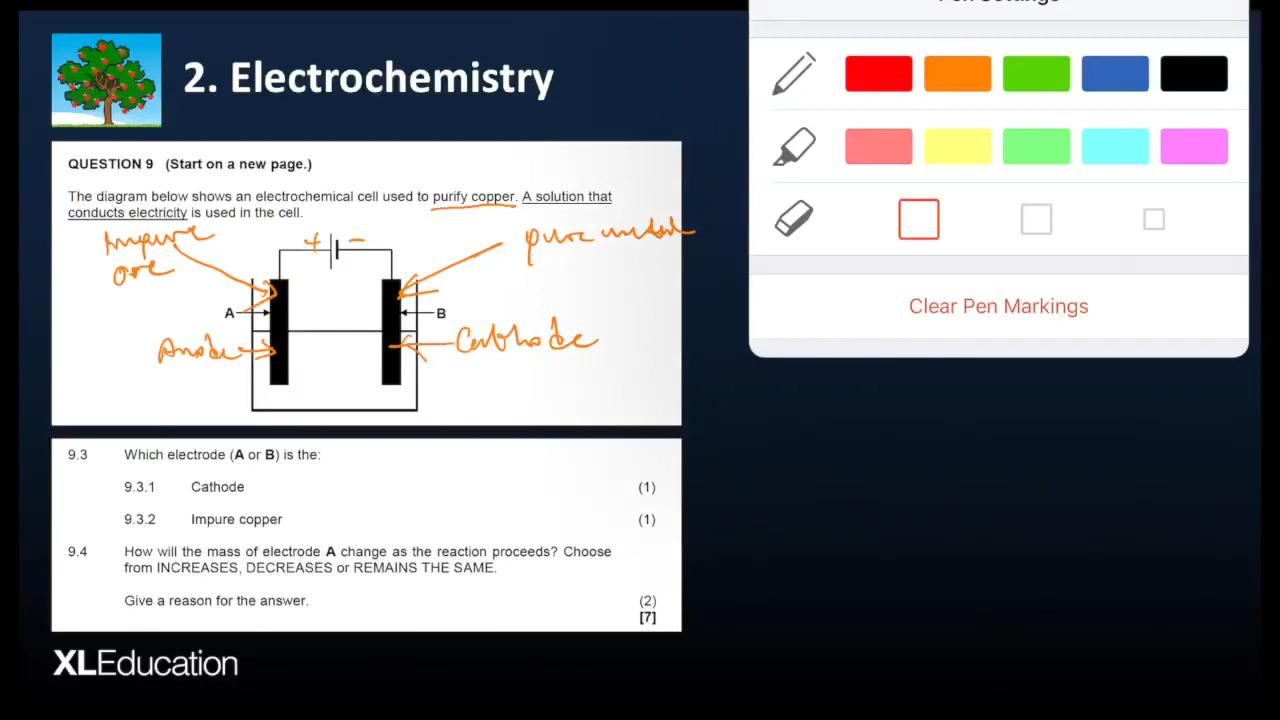 Pen Settings
2. Electrochemistry
QUESTION 9 (Start on a new page.)
The diagram below shows an electrochemical cell used to purify copper. A solution that
conducts electricity is used in the cell.
Impure
ore
+ −
pure metal
A
B
Anode
Cathode
9.3 Which electrode (A or B) is the:
9.3.1 Cathode (1)
9.3.2 Impure copper (1)
9.4 How will the mass of electrode A change as the reaction proceeds? Choose
from INCREASES, DECREASES or REMAINS THE SAME.
Give a reason for the answer. (2)
[7]
XLEducation
Clear Pen Markings